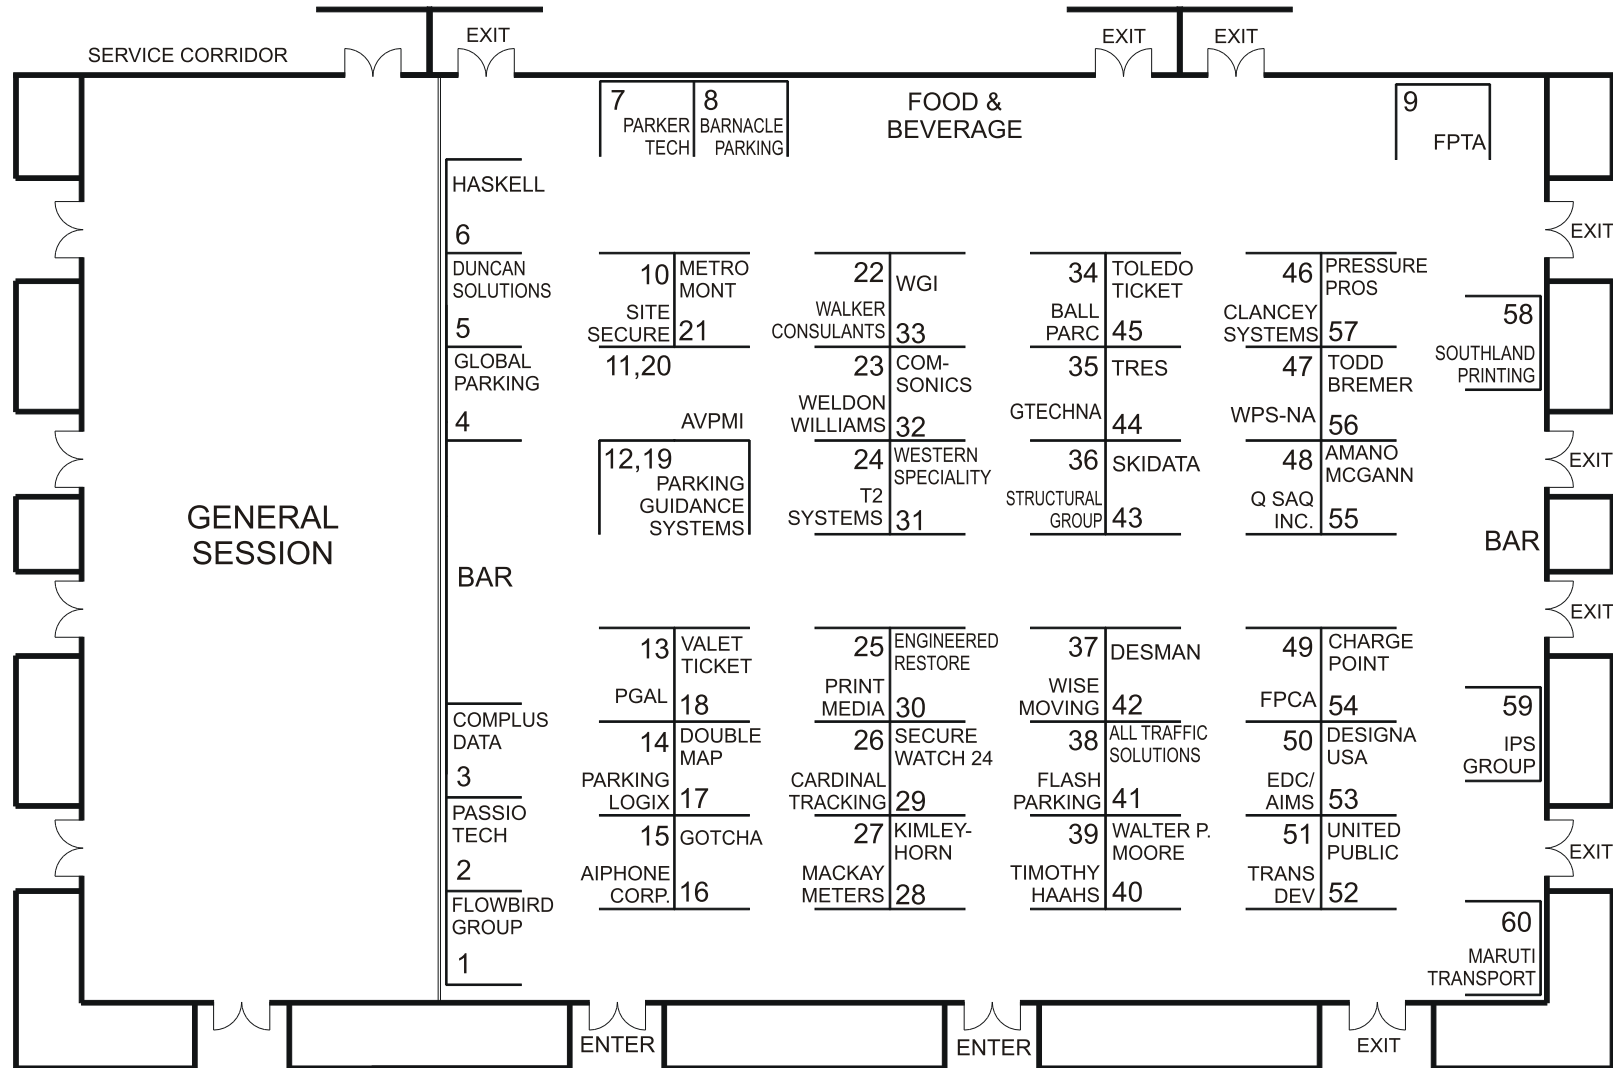 SERVICE CORRIDOR
EXIT
EXIT
EXIT
7
PARKER
TECH
8
BARNACLE
PARKING
FOOD &
BEVERAGE
9
FPTA
HASKELL
6
DUNCAN
SOLUTIONS
5
GLOBAL
PARKING
4
BAR
COMPLUS
DATA
3
PASSIO
TECH
2
FLOWBIRD
GROUP
1
GENERAL
SESSION
10
SITE
SECURE
METRO
MONT
21
11,20
AVPMI
12,19
PARKING
GUIDANCE
SYSTEMS
13
PGAL
VALET
TICKET
18
14
PARKING
LOGIX
DOUBLE
MAP
17
15
AIPHONE
CORP.
GOTCHA
16
22
WALKER
CONSULANTS
WGI
33
23
WELDON
WILLIAMS
COM-
SONICS
32
24
T2
SYSTEMS
WESTERN
SPECIALITY
31
25
PRINT
MEDIA
ENGINEERED
RESTORE
30
26
CARDINAL
TRACKING
SECURE
WATCH 24
29
27
MACKAY
METERS
KIMLEY-
HORN
28
34
BALL
PARC
TOLEDO
TICKET
45
35
GTECHNA
TRES
44
36
STRUCTURAL
GROUP
SKIDATA
43
37
WISE
MOVING
DESMAN
42
38
FLASH
PARKING
ALL TRAFFIC
SOLUTIONS
41
39
TIMOTHY
HAAHS
WALTER P.
MOORE
40
46
CLANCEY
SYSTEMS
PRESSURE
PROS
57
47
WPS-NA
TODD
BREMER
56
48
Q SAQ
INC.
AMANO
MCGANN
55
49
FPCA
CHARGE
POINT
54
50
EDC/
AIMS
DESIGNA
USA
53
51
TRANS
DEV
UNITED
PUBLIC
52
58
SOUTHLAND
PRINTING
BAR
59
IPS
GROUP
60
MARUTI
TRANSPORT
EXIT
EXIT
EXIT
EXIT
ENTER
ENTER
EXIT